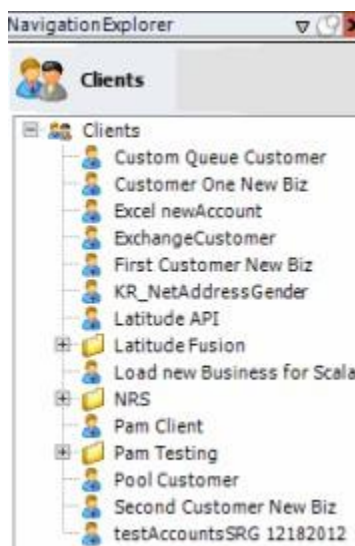 NavigationExplorer
Clients
Clients
Custom Queue Customer
Customer One New Biz
Excel newAccount
ExchangeCustomer
First Customer New Biz
KR_NetAddressGender
Latitude API
Latitude Fusion
Load new Business for Scala
NRS
Pam Client
Pam Testing
Pool Customer
Second Customer New Biz
testAccountsSRG 12182012